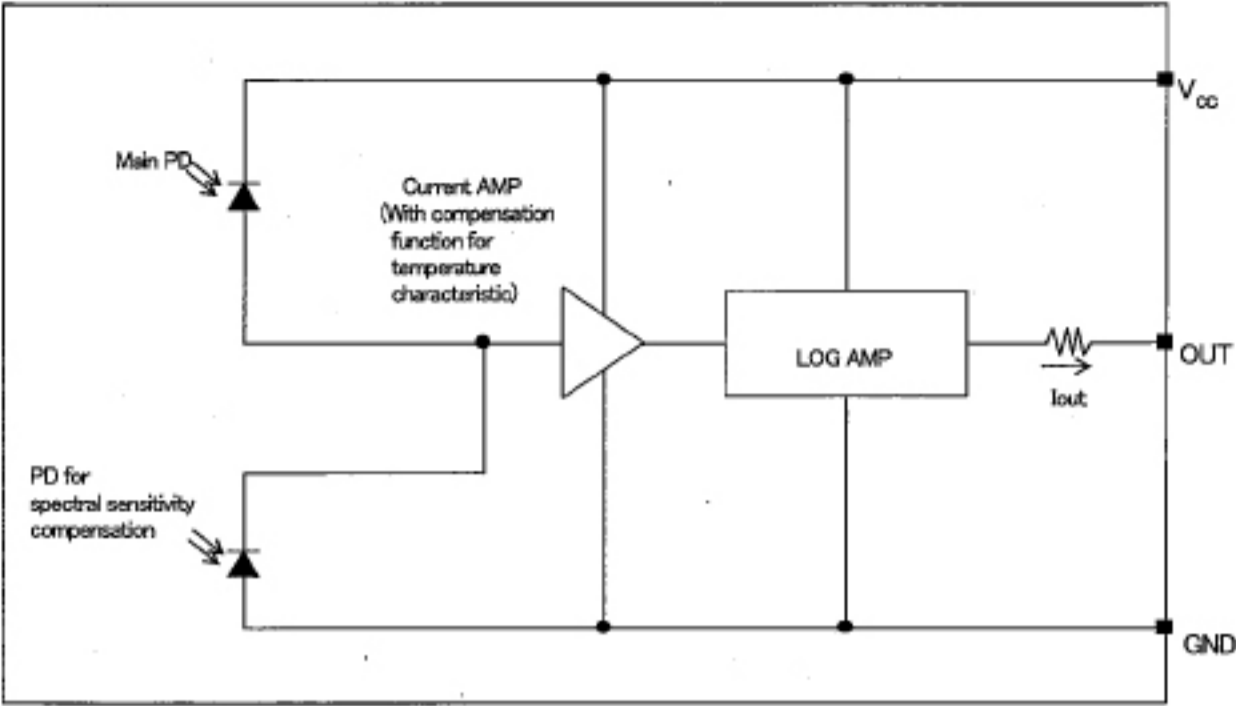 Vcc
Main PD
Current AMP
(With compensation
function for
temperature
characteristic)
LOG AMP
OUT
Iout
PD for
spectral sensitivity
compensation
GND